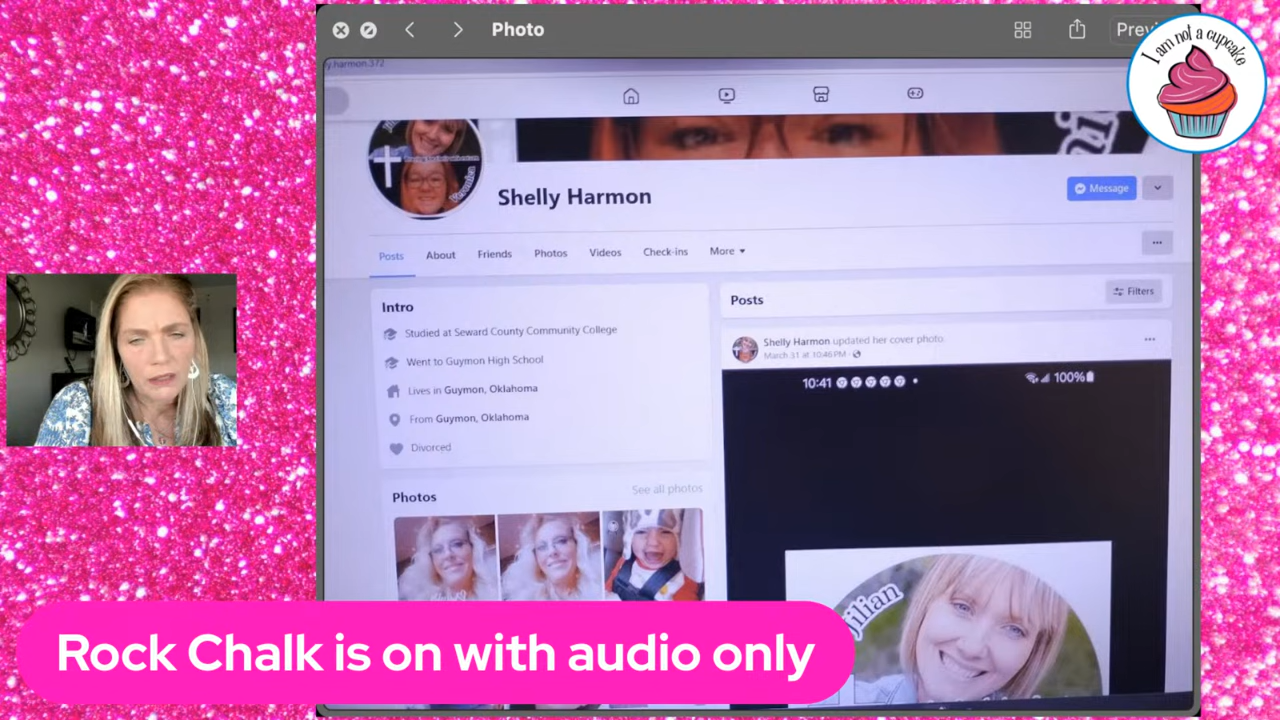 Photo
I am not a cupcake
y.harmon.372
Shelly Harmon
Message
Posts
About
Friends
Photos
Videos
Check-ins
More
Intro
Studied at Seward County Community College
Went to Guymon High School
Lives in Guymon, Oklahoma
From Guymon, Oklahoma
Divorced
Photos
See all photos
Posts
Filters
Shelly Harmon updated her cover photo.
March 31 at 10:46 PM
10:41
100%
Rock Chalk is on with audio only